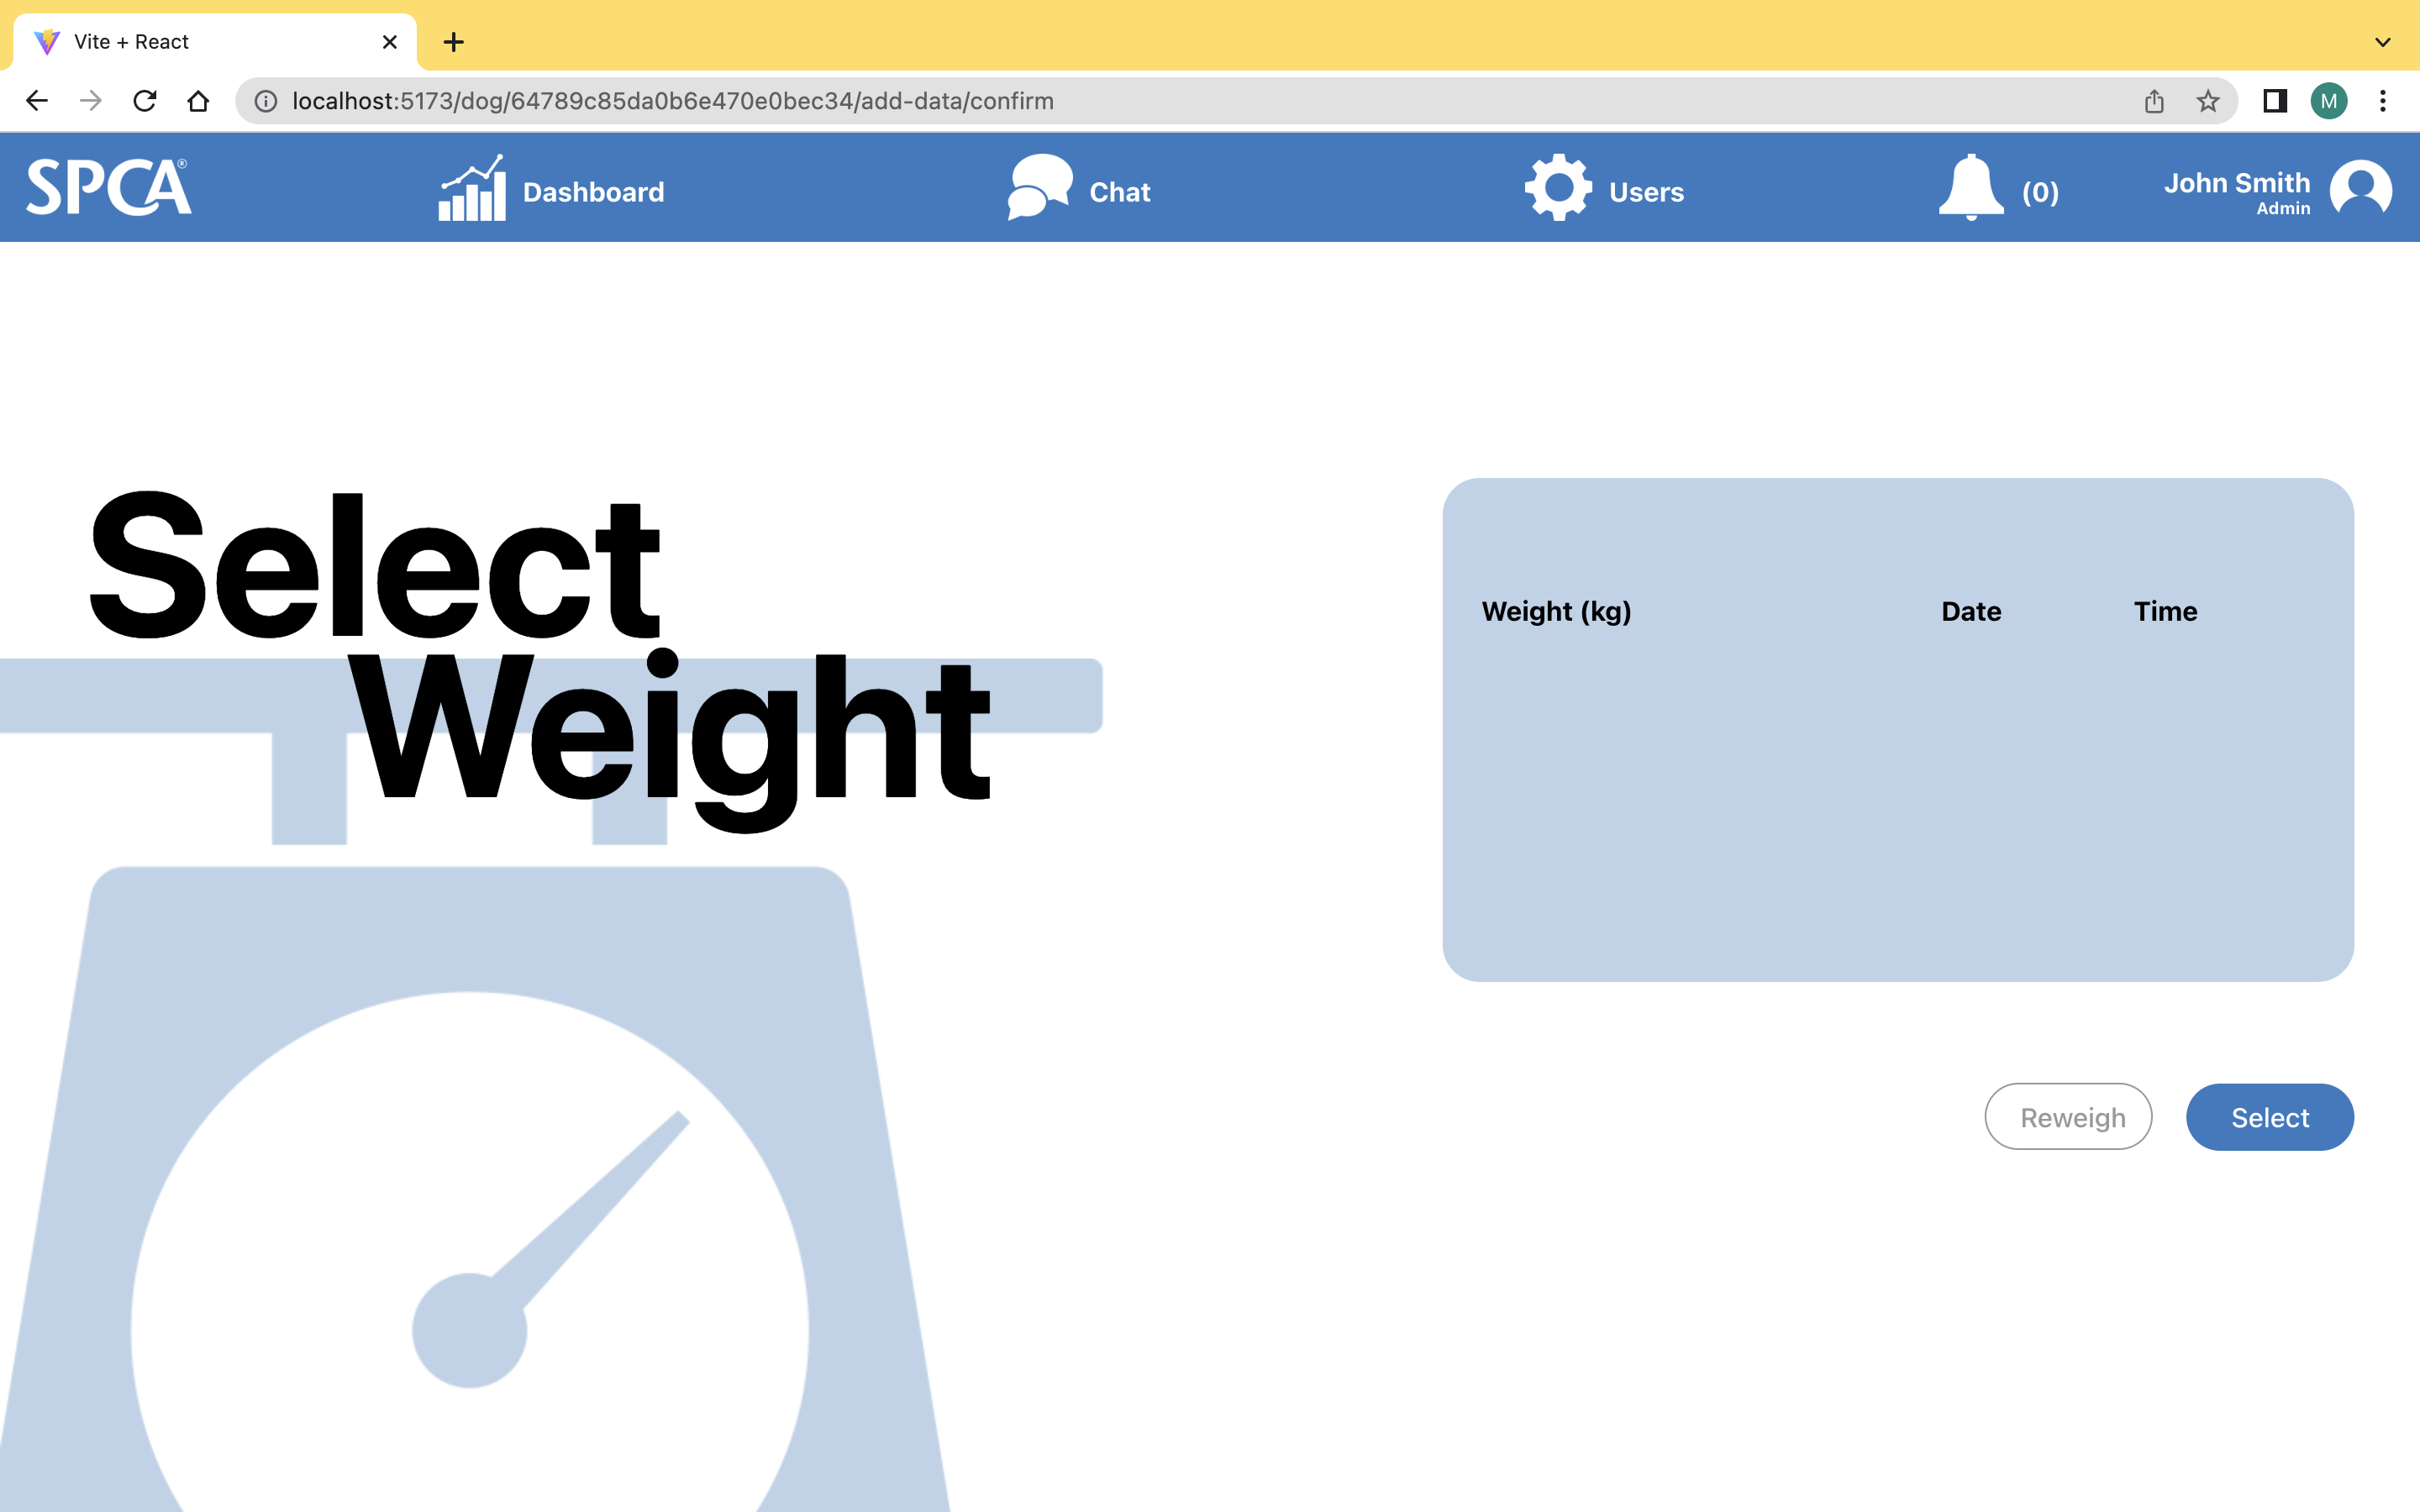 Vite + React
localhost:5173/dog/64789c85da0b6e470e0bec34/add-data/confirm
M
SPCA®
Dashboard
Chat
Users
(0)
John Smith
Admin
Select
Weight
Weight (kg) Date Time
Reweigh Select